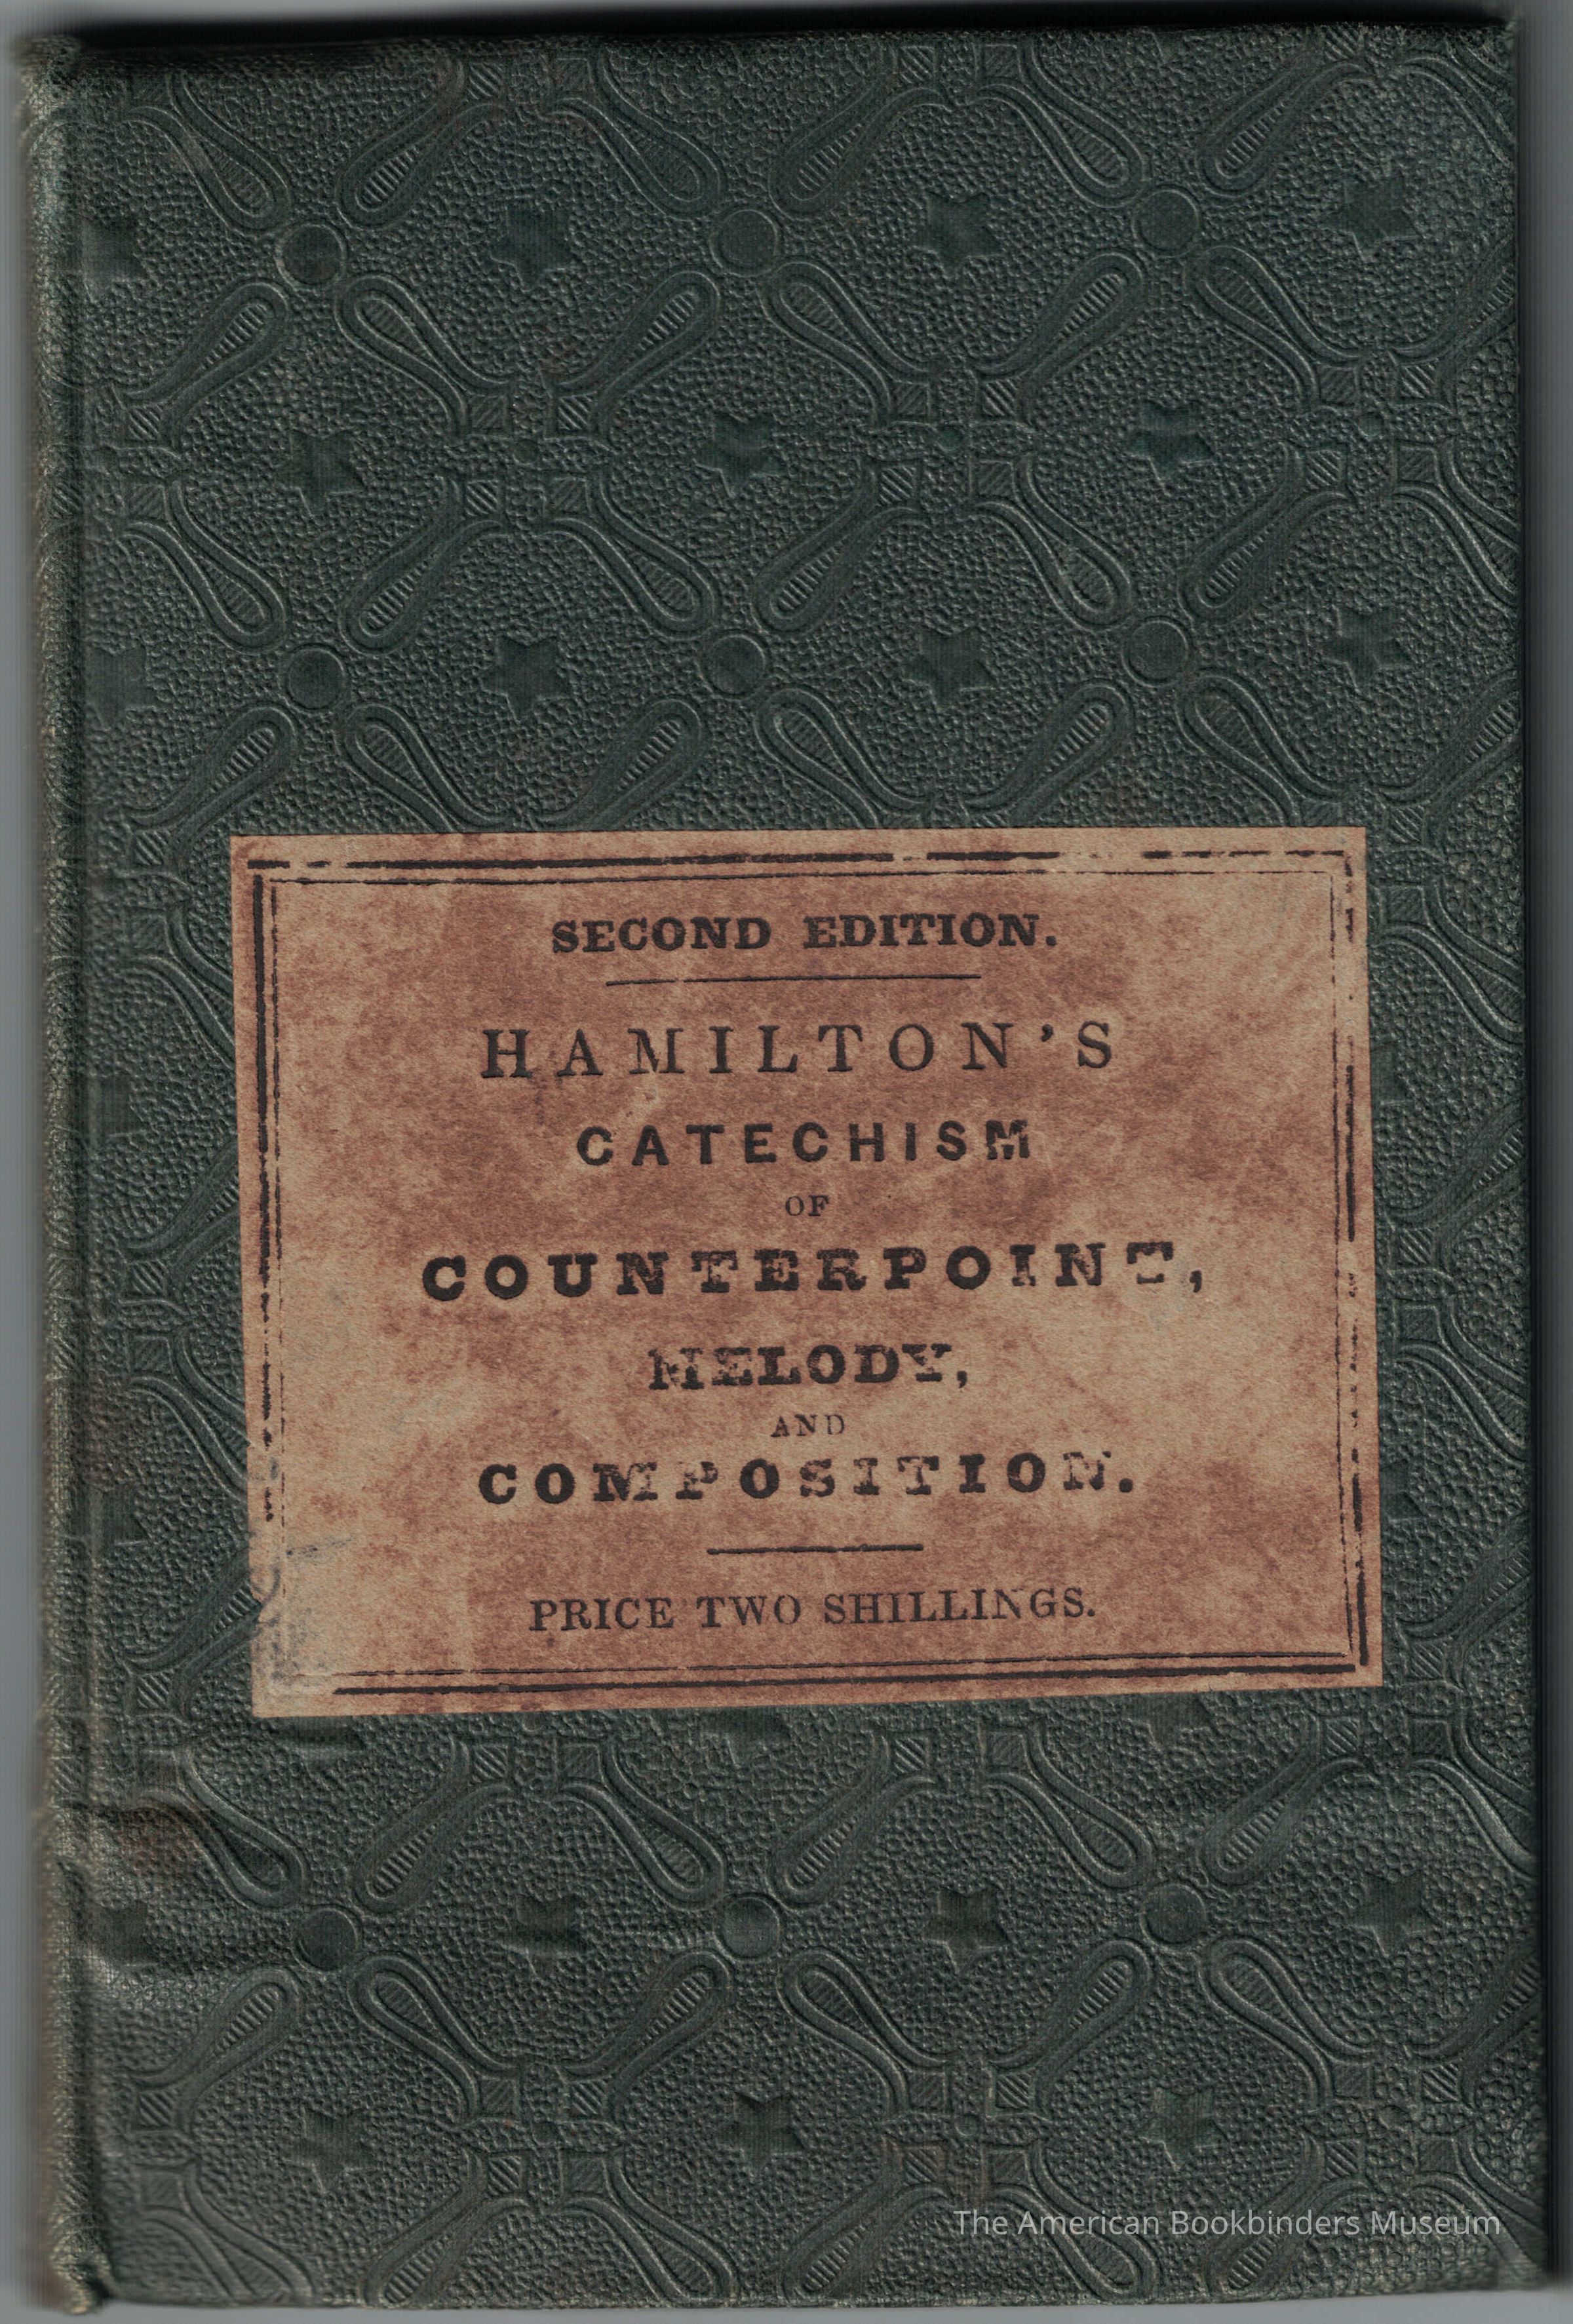 SECOND EDITION.
HAMILTON'S
CATECHISM
OF
COUNTERPOINT,
MELODY,
AND
COMPOSITION.
PRICE TWO SHILLINGS.
The American Bookbinders Museum